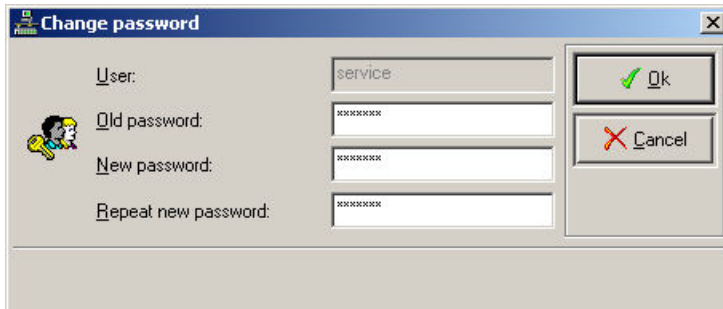 Change password
User:
service
Old password:
*******
New password:
*******
Repeat new password:
*******
Ok
Cancel